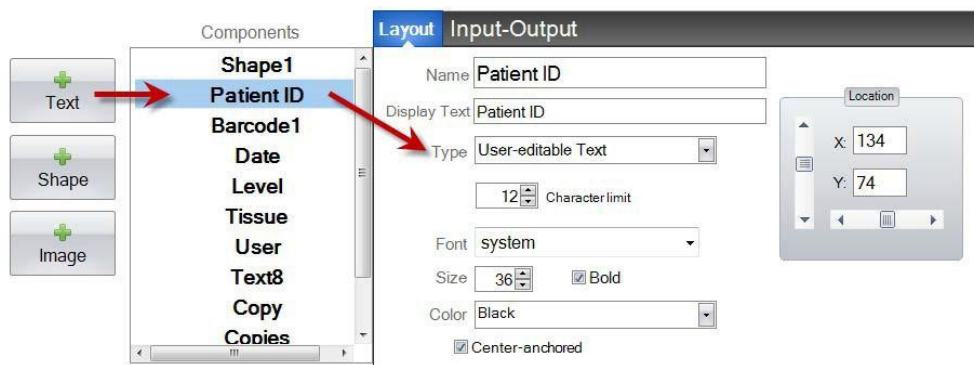 Components
Text
Shape
Image
Shape1
Patient ID
Barcode1
Date
Level
Tissue
User
Text8
Copy
Copies
Layout Input-Output
Name Patient ID
Display Text Patient ID
Type User-editable Text
12 Character limit
Font system
Size 36 Bold
Color Black
Center-anchored
Location
X: 134
Y: 74